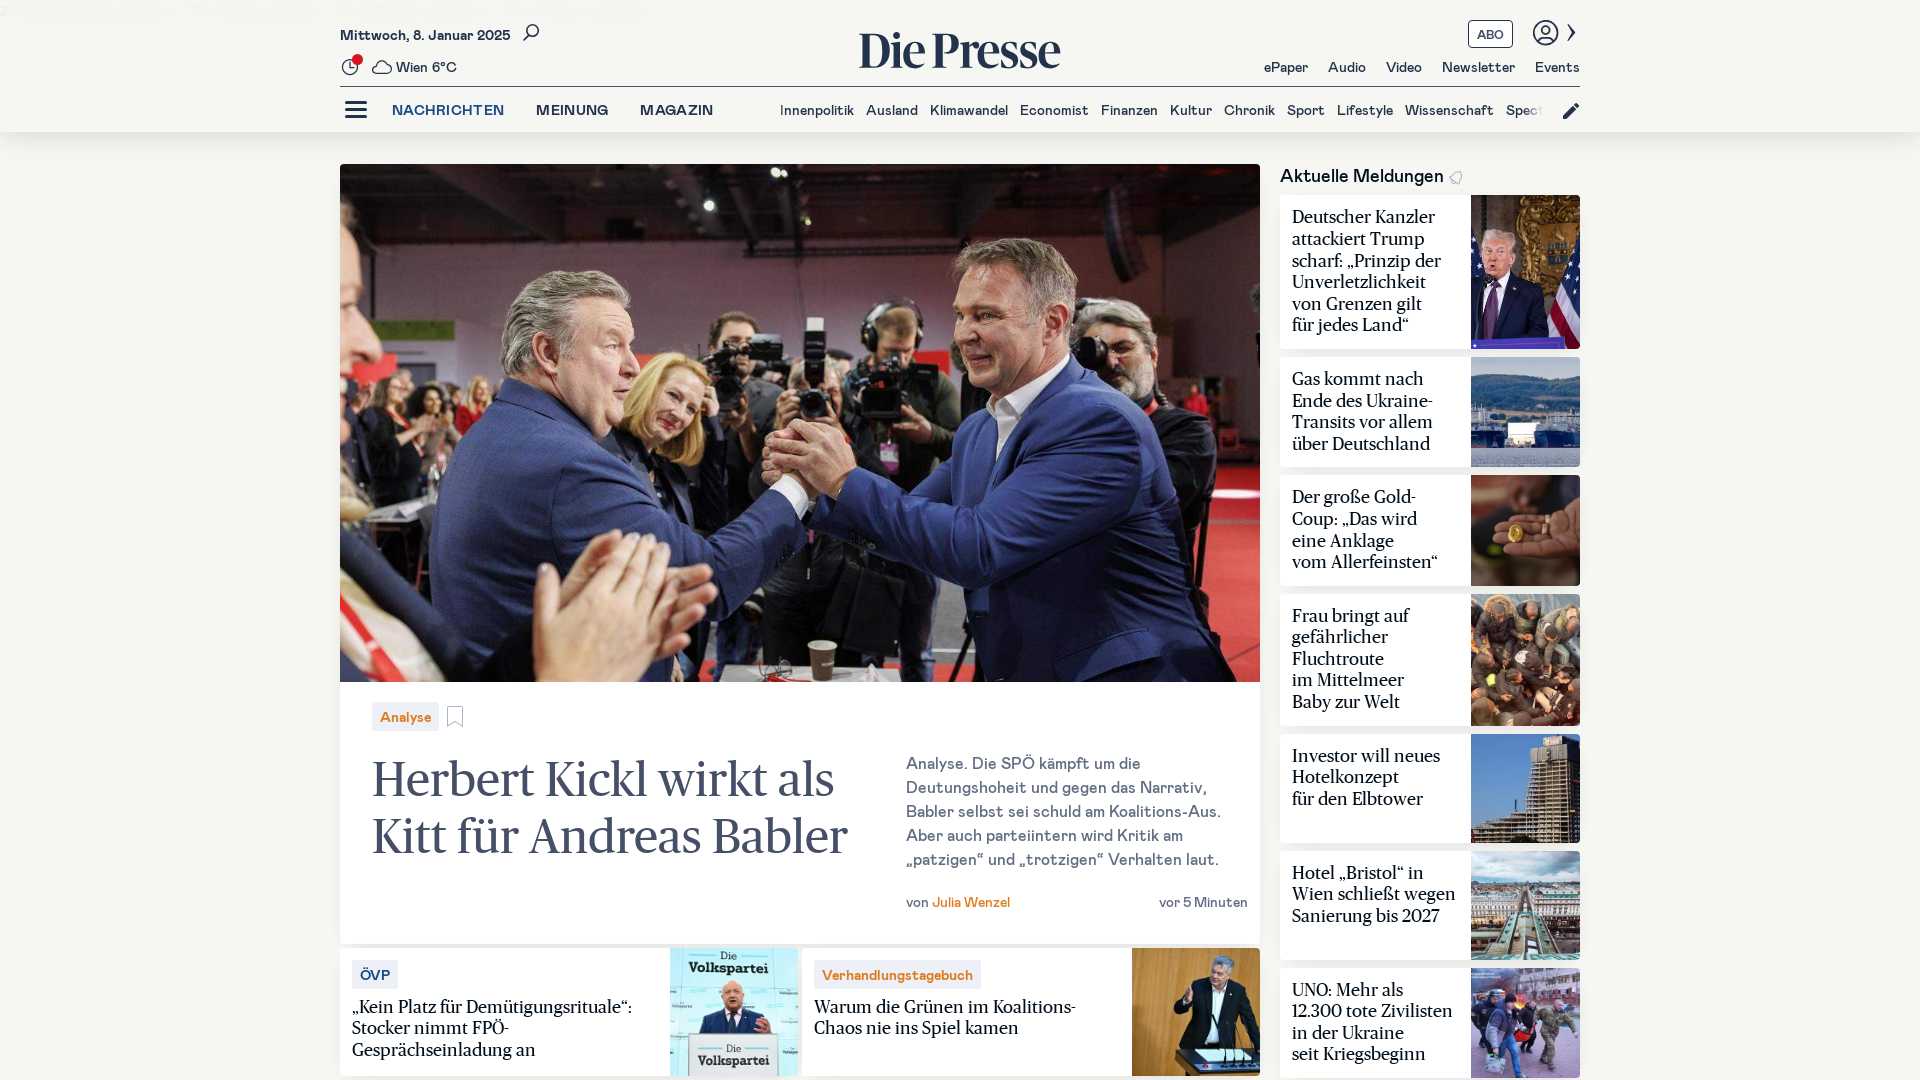 Mittwoch, 8. Januar 2025
Wien 6°C
Die Presse
ABO
ePaper Audio Video Newsletter Events
NACHRICHTEN MEINUNG MAGAZIN
Innenpolitik Ausland Klimawandel Economist Finanzen Kultur Chronik Sport Lifestyle Wissenschaft Spect
Analyse
Herbert Kickl wirkt als
Kitt für Andreas Babler
Analyse. Die SPÖ kämpft um die
Deutungshoheit und gegen das Narrativ,
Babler selbst sei schuld am Koalitions-Aus.
Aber auch parteiintern wird Kritik am
„patzigen“ und „trotzigen“ Verhalten laut.
von Julia Wenzel
vor 5 Minuten
ÖVP
„Kein Platz für Demütigungsrituale“:
Stocker nimmt FPÖ-
Gesprächseinladung an
Die
Volkspartei
Die
Volkspartei
Verhandlungstagebuch
Warum die Grünen im Koalitions-
Chaos nie ins Spiel kamen
Aktuelle Meldungen
Deutscher Kanzler
attackiert Trump
scharf: „Prinzip der
Unverletzlichkeit
von Grenzen gilt
für jedes Land“
Gas kommt nach
Ende des Ukraine-
Transits vor allem
über Deutschland
Der große Gold-
Coup: „Das wird
eine Anklage
vom Allerfeinsten“
Frau bringt auf
gefährlicher
Fluchtroute
im Mittelmeer
Baby zur Welt
Investor will neues
Hotelkonzept
für den Elbtower
Hotel „Bristol“ in
Wien schließt wegen
Sanierung bis 2027
UNO: Mehr als
12.300 tote Zivilisten
in der Ukraine
seit Kriegsbeginn